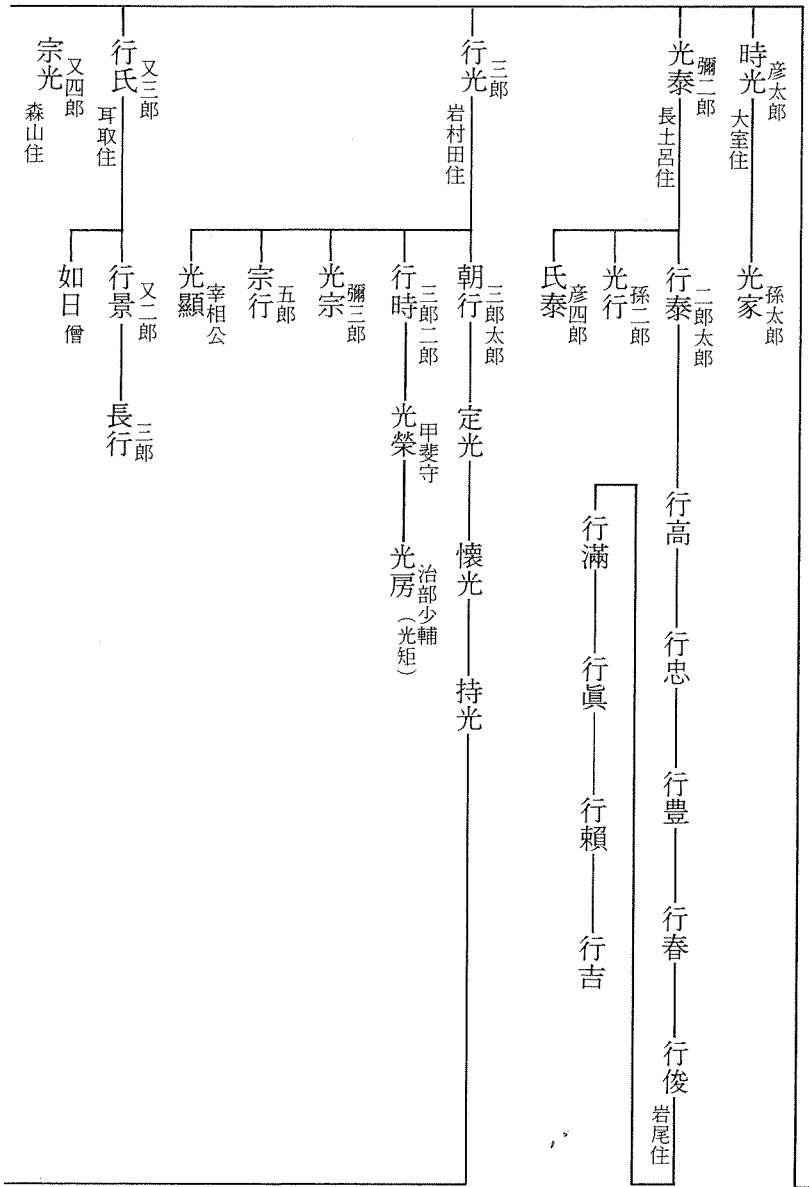 時光
彦太郎
大室住
光家
孫太郎
光泰
彌二郎
長土呂住
行泰
二郎太郎
行高
行忠
行豊
行春
行俊
岩尾住
行滿
行眞
行頼
行吉
光行
孫二郎
氏泰
彦四郎
行光
三郎
岩村田住
朝行
三郎太郎
定光
懐光
持光
行時
三郎二郎
光榮
甲斐守
光房
治部少輔
(光矩)
光宗
彌三郎
宗行
五郎
光顯
宰相公
行氏
又三郎
耳取住
行景
又二郎
長行
三郎
如日
僧
宗光
又四郎
森山住